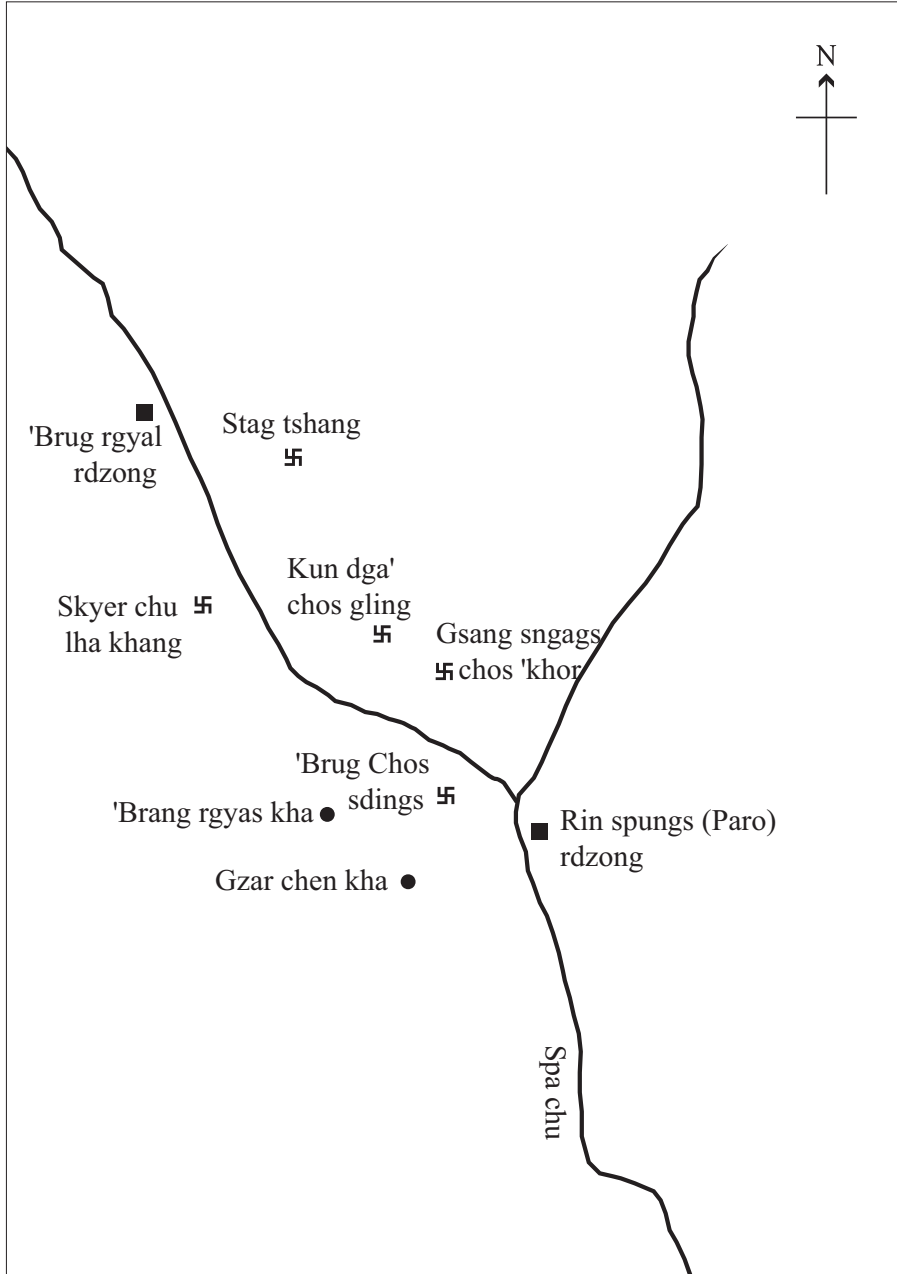 N
Stag tshang
'Brug rgyal
rdzong
Kun dga'
chos gling
Skyer chu
lha khang
Gsang sngags
chos 'khor
'Brug Chos
sdings
'Brang rgyas kha
Rin spungs (Paro)
rdzong
Gzar chen kha
Spa chu